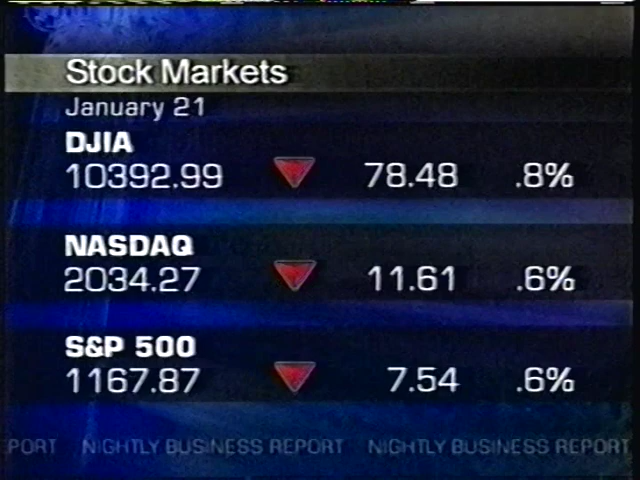 Stock Markets
January 21
DJIA
10392.99 78.48 .8%
NASDAQ
2034.27 11.61 .6%
S&P 500
1167.87 7.54 .6%
PORT NIGHTLY BUSINESS REPORT NIGHTLY BUSINESS REPORT